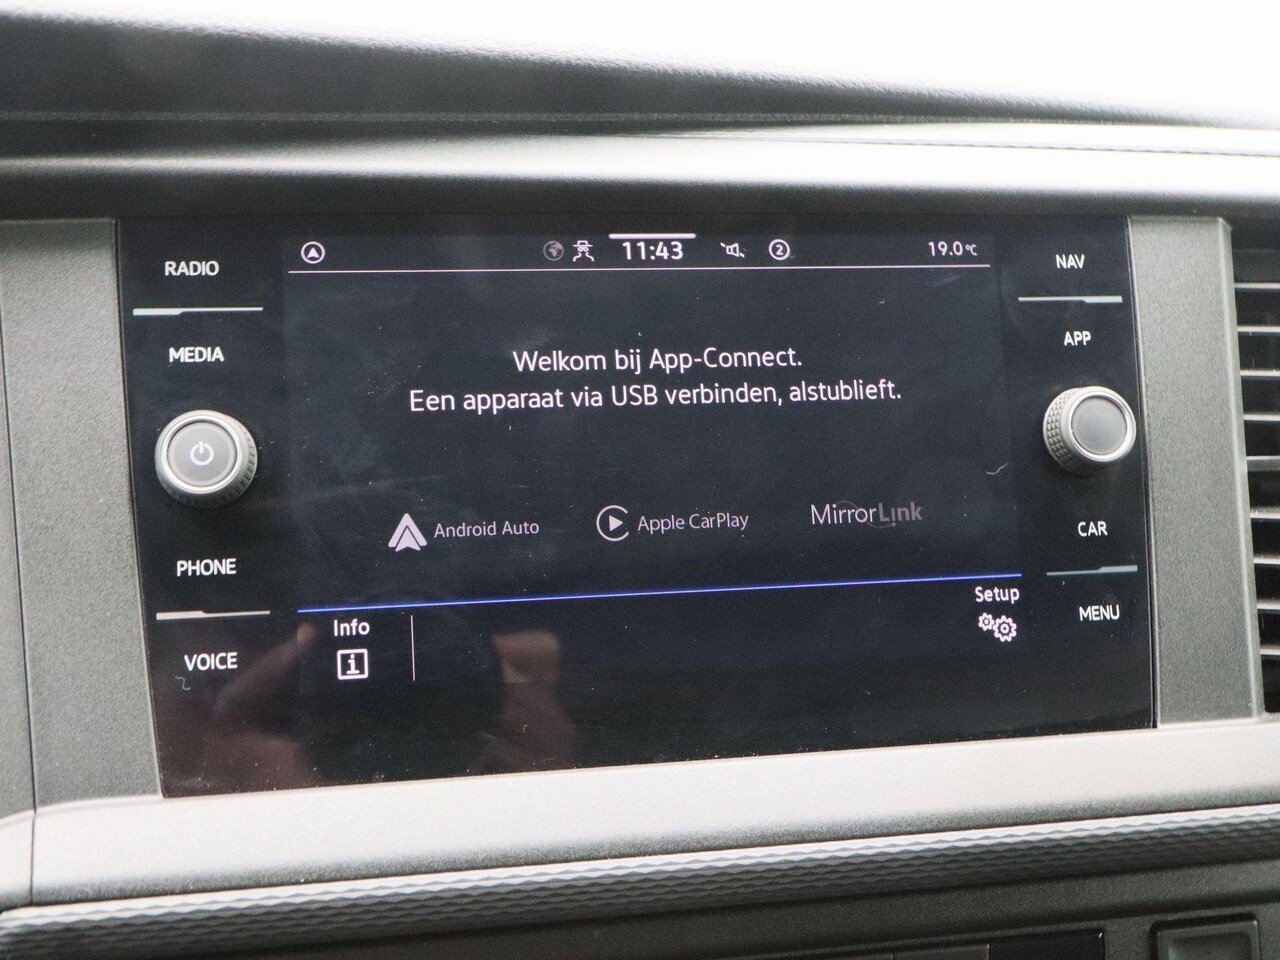 RADIO
MEDIA
PHONE
VOICE
11:43
2
19.0 °C
Welkom bij App-Connect.
Een apparaat via USB verbinden, alstublieft.
Android Auto
Apple CarPlay
MirrorLink
Info
i
Setup
NAV
APP
CAR
MENU